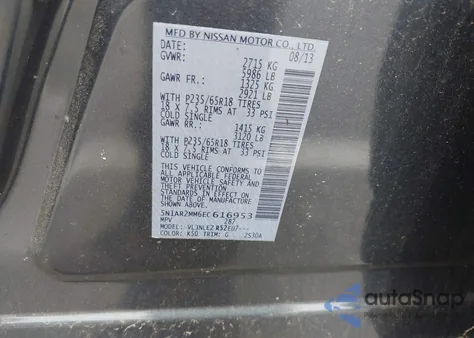 MFD BY NISSAN MOTOR CO., LTD.
DATE: 08/13
GVWR: 2715 KG
5986 LB
GAWR FR.: 1325 KG
2921 LB
WITH P235/65R18 TIRES
18 X 7.5 RIMS AT 33 PSI
COLD SINGLE
GAWR RR.: 1415 KG
3120 LB
WITH P235/65R18 TIRES
18 X 7.5 RIMS AT 33 PSI
COLD SINGLE
THIS VEHICLE CONFORMS TO
ALL APPLICABLE FEDERAL
MOTOR VEHICLE SAFETY AND
THEFT PREVENTION
STANDARDS IN EFFECT ON
THE DATE OF MANUFACTURE
SHOWN ABOVE.
5N1AR2MM6EC616953
MPV 287
MODEL: R52EU7---
COLOR: K50 TRIM: G 2530A
autoSnap